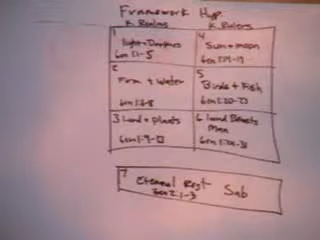 Framework Hyp.
K. Realms
K. Rulers
1
light + Darkness
Gen 1:1-5
4
Sun + moon
Gen 1:14-19
2
Firm + Water
Gen 1:6-8
5
Birds + Fish
Gen 1:20-23
3 Land + Plants
Gen 1:9-13
6 Land Beasts
Man
Gen 1:24-31
7
Eternal Rest Sab
Gen 2:1-3